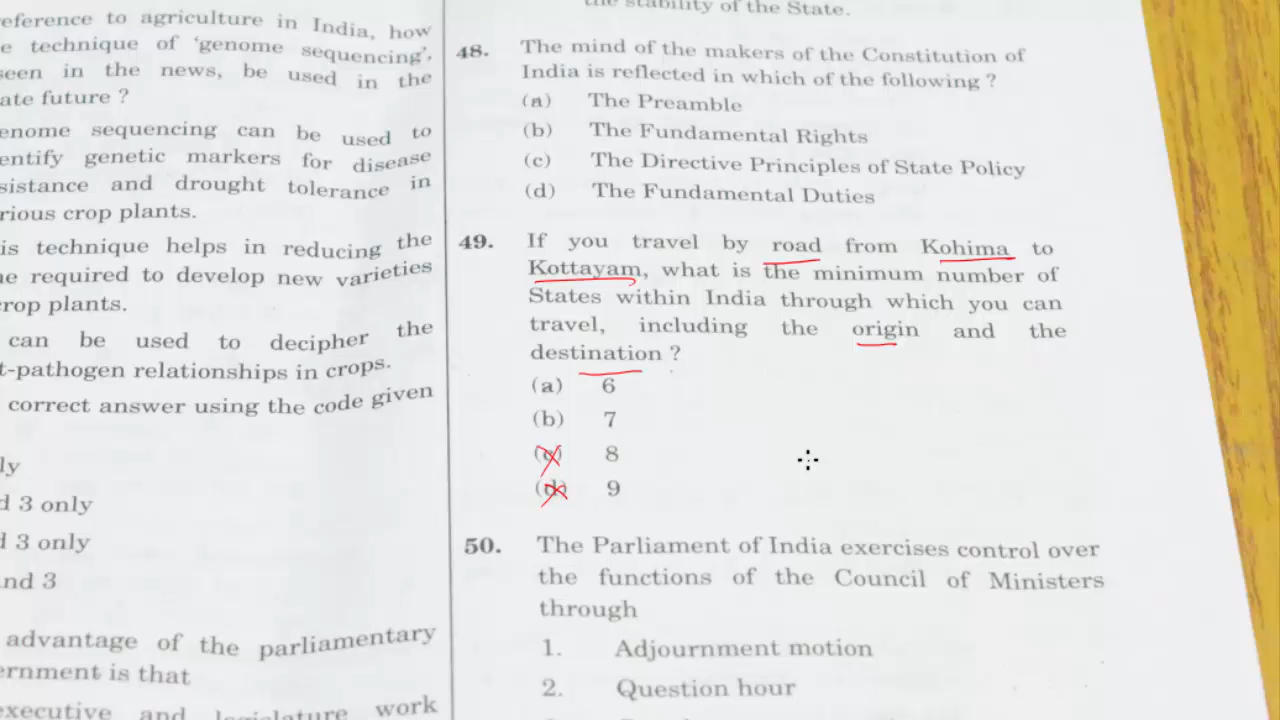 eference to agriculture in India, how
e technique of ‘genome sequencing’,
seen in the news, be used in the
ate future ?
enome sequencing can be used to
entify genetic markers for disease
sistance and drought tolerance in
rious crop plants.
is technique helps in reducing the
ne required to develop new varieties
crop plants.
can be used to decipher the
t-pathogen relationships in crops.
correct answer using the code given
ly
d 3 only
d 3 only
nd 3
advantage of the parliamentary
ernment is that
executive and legislature work
the stability of the State.
48. The mind of the makers of the Constitution of
India is reflected in which of the following ?
(a) The Preamble
(b) The Fundamental Rights
(c) The Directive Principles of State Policy
(d) The Fundamental Duties
49. If you travel by road from Kohima to
Kottayam, what is the minimum number of
States within India through which you can
travel, including the origin and the
destination ?
(a) 6
(b) 7
(c) 8
(d) 9
50. The Parliament of India exercises control over
the functions of the Council of Ministers
through
1. Adjournment motion
2. Question hour